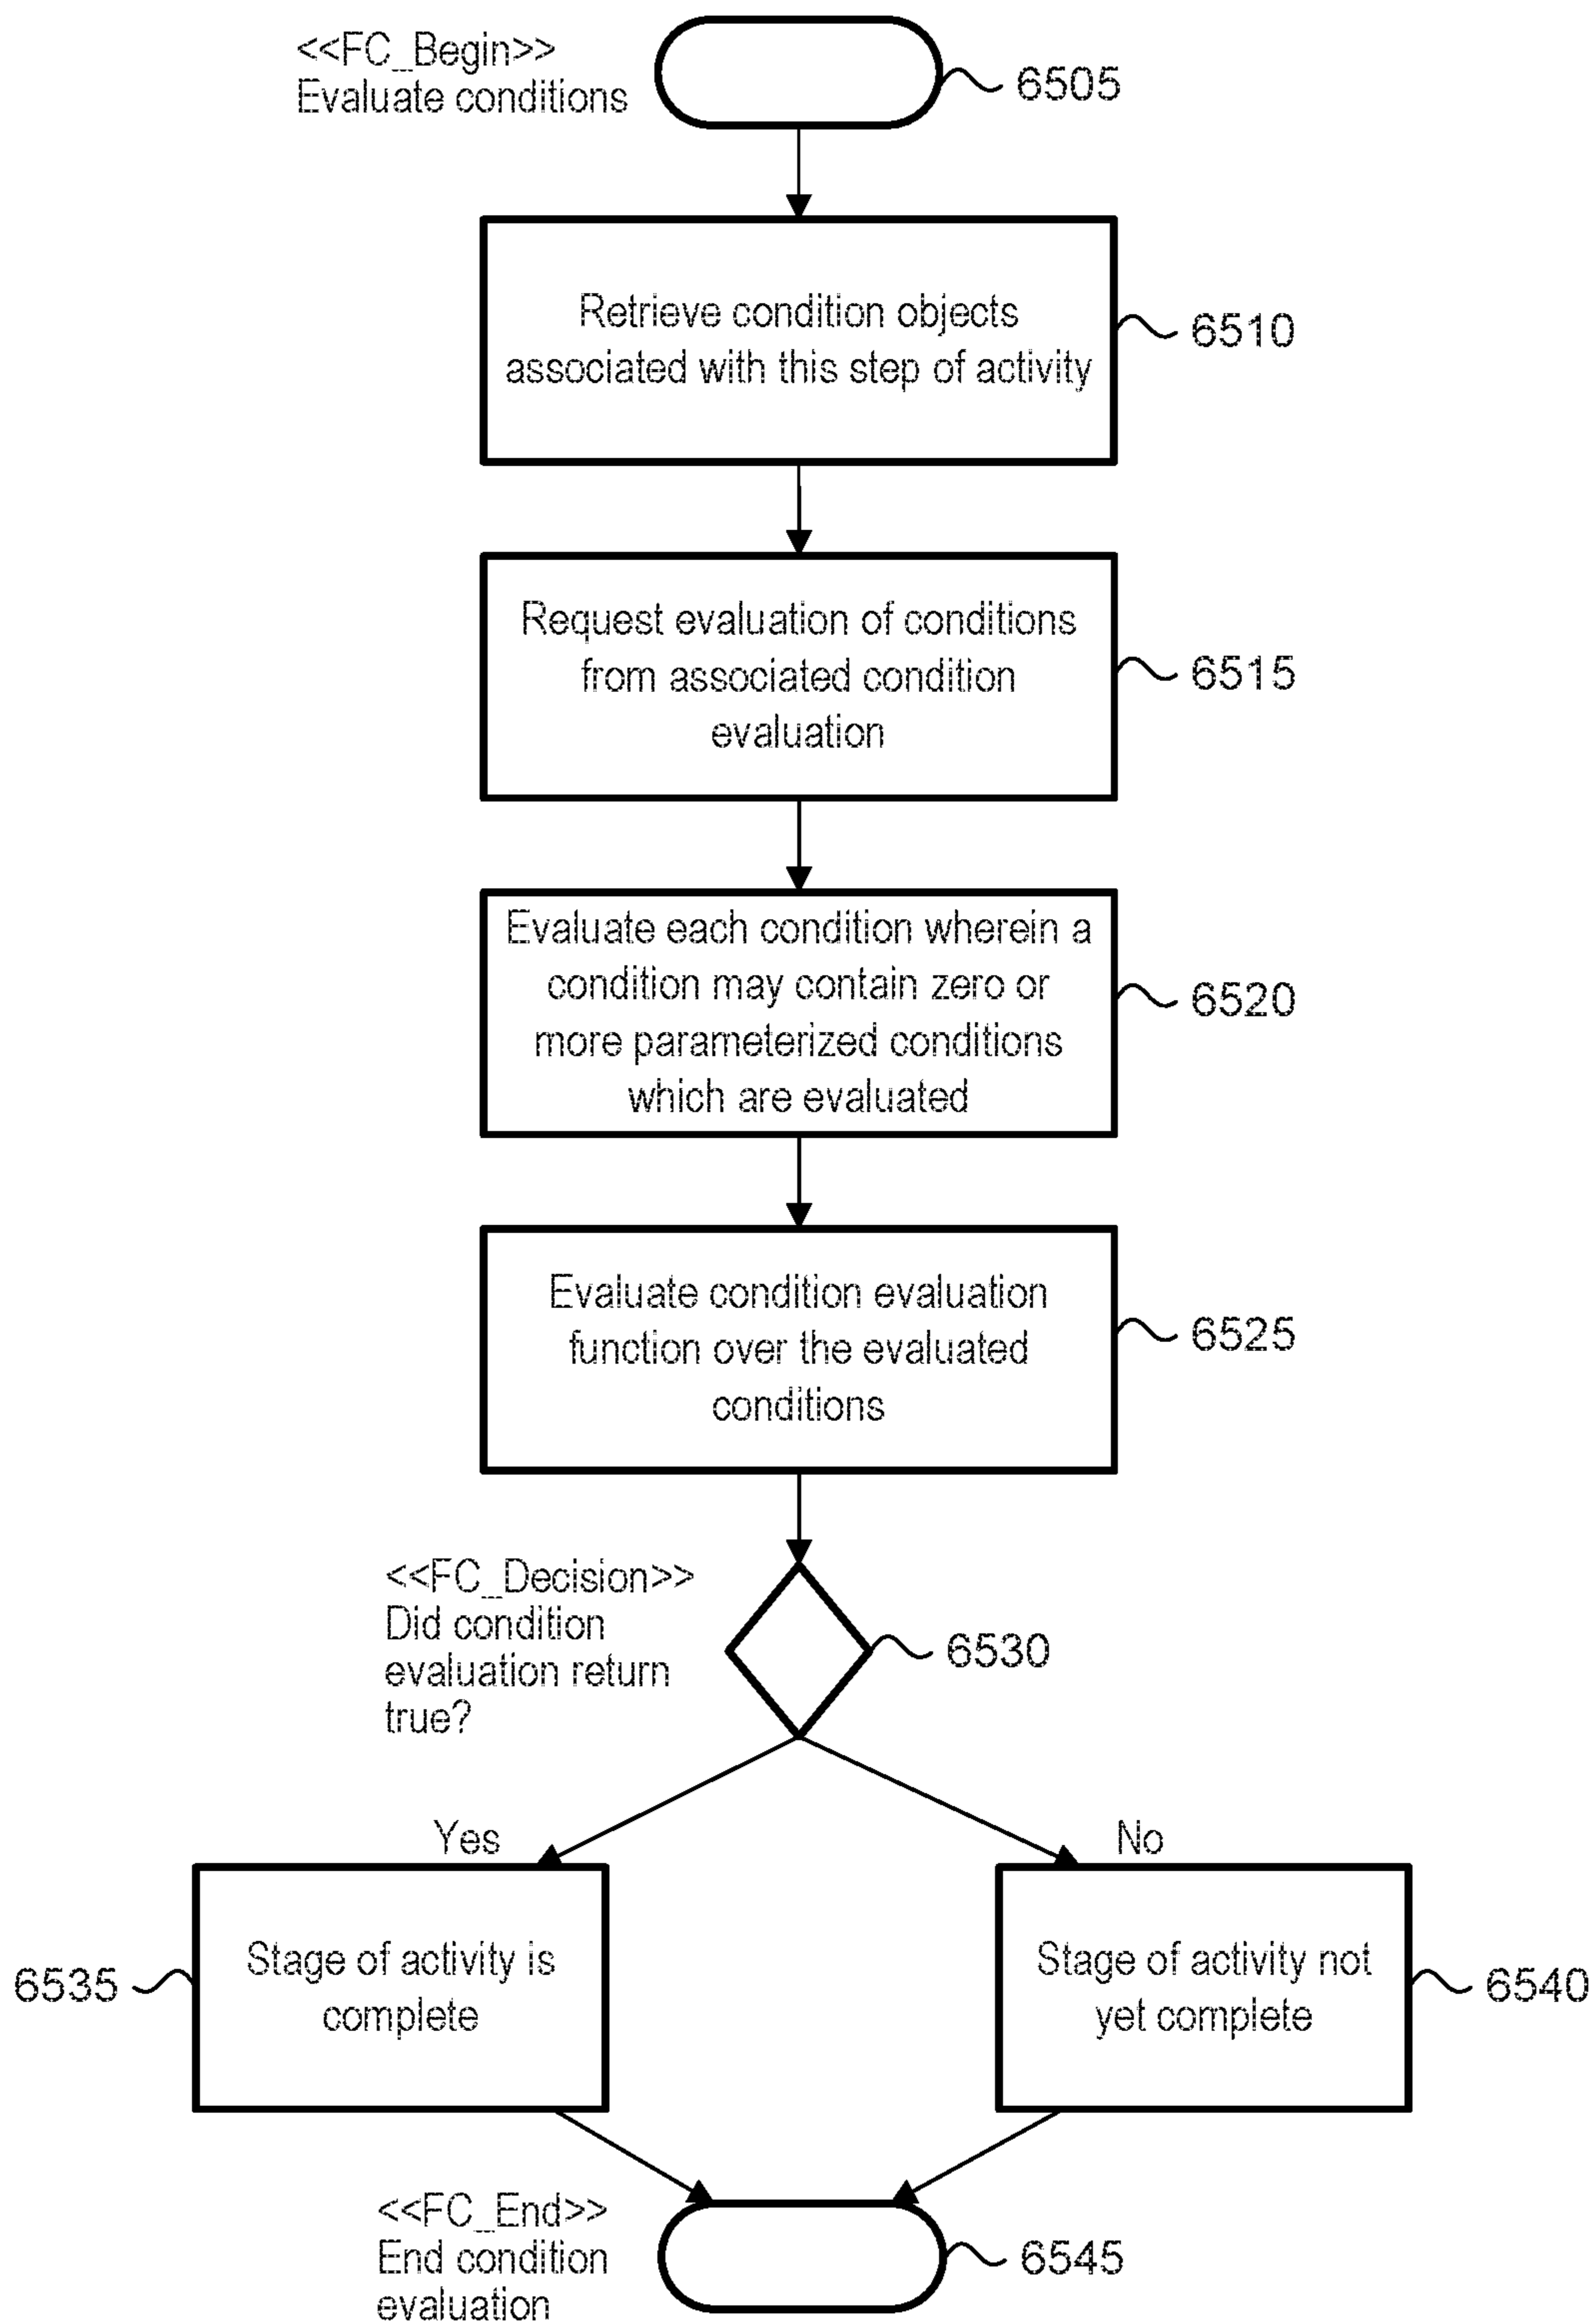 <<FC_Begin>>
Evaluate conditions
6505
Retrieve condition objects
associated with this step of activity
6510
Request evaluation of conditions
from associated condition
evaluation
6515
Evaluate each condition wherein a
condition may contain zero or
more parameterized conditions
which are evaluated
6520
Evaluate condition evaluation
function over the evaluated
conditions
6525
<<FC_Decision>>
Did condition
evaluation return
true?
6530
Yes
No
6535
Stage of activity is
complete
Stage of activity not
yet complete
6540
<<FC_End>>
End condition
evaluation
6545